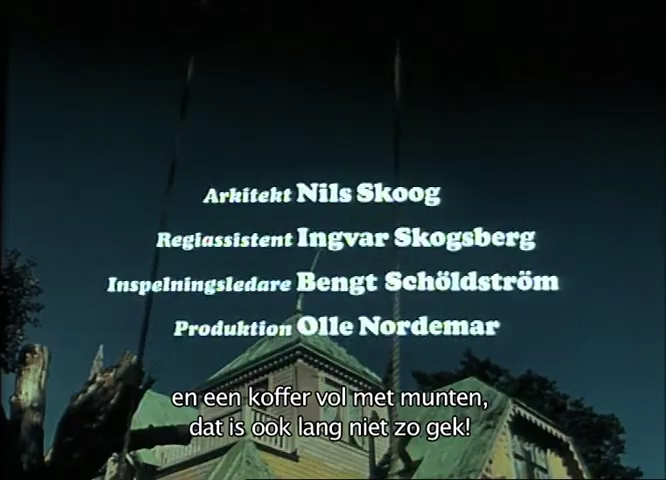 Arkitekt Nils Skoog
Regiassistent Ingvar Skogsberg
Inspelningsledare Bengt Schöldström
Produktion Olle Nordemar
en een koffer vol met munten,
dat is ook lang niet zo gek!